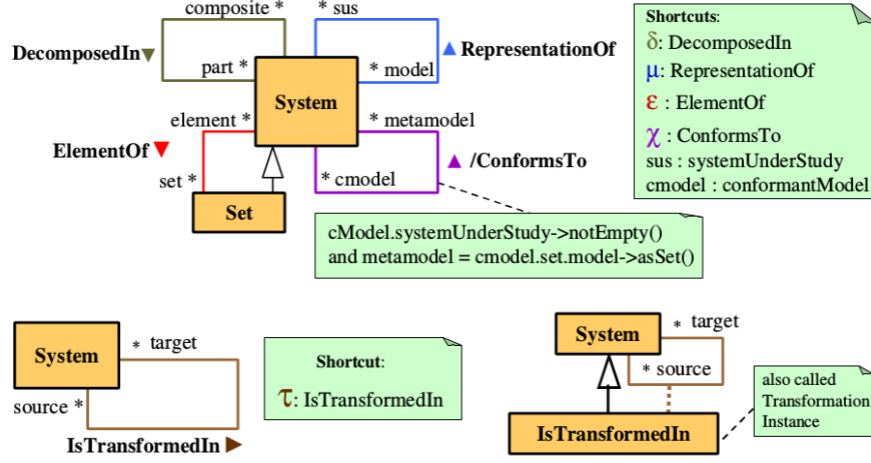 composite *
* sus
DecomposedIn
RepresentationOf
part *
* model
System
element *
* metamodel
ElementOf
/ConformsTo
set *
* cmodel
Set
cModel.systemUnderStudy->notEmpty()
and metamodel = cmodel.set.model->asSet()
Shortcuts:
δ: DecomposedIn
μ: RepresentationOf
ε : ElementOf
χ : ConformsTo
sus : systemUnderStudy
cmodel : conformantModel
System
* target
source *
IsTransformedIn
Shortcut:
τ: IsTransformedIn
System
* target
* source
IsTransformedIn
also called
Transformation
Instance